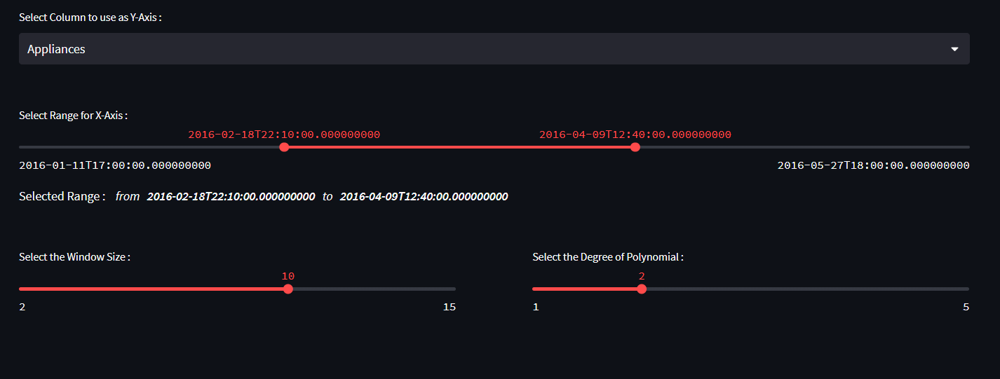 Select Column to use as Y-Axis :
Appliances
Select Range for X-Axis :
2016-02-18T22:10:00.000000000 2016-04-09T12:40:00.000000000
2016-01-11T17:00:00.000000000 2016-05-27T18:00:00.000000000
Selected Range : from 2016-02-18T22:10:00.000000000 to 2016-04-09T12:40:00.000000000
Select the Window Size :
10
2 15
Select the Degree of Polynomial :
2
1 5